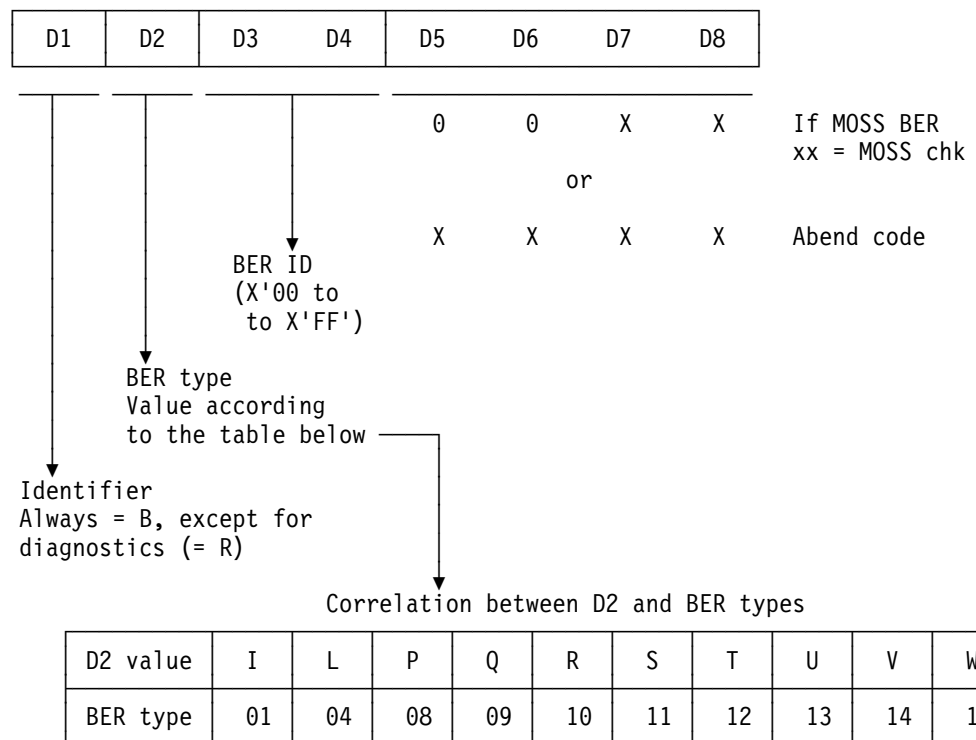 D1 D2 D3 D4 D5 D6 D7 D8
0 0 X X If MOSS BER
xx = MOSS chk
or
X X X X Abend code
BER ID
(X'00 to
to X'FF')
BER type
Value according
to the table below
Identifier
Always = B, except for
diagnostics (= R)
Correlation between D2 and BER types
D2 value I L P Q R S T U V W
BER type 01 04 08 09 10 11 12 13 14